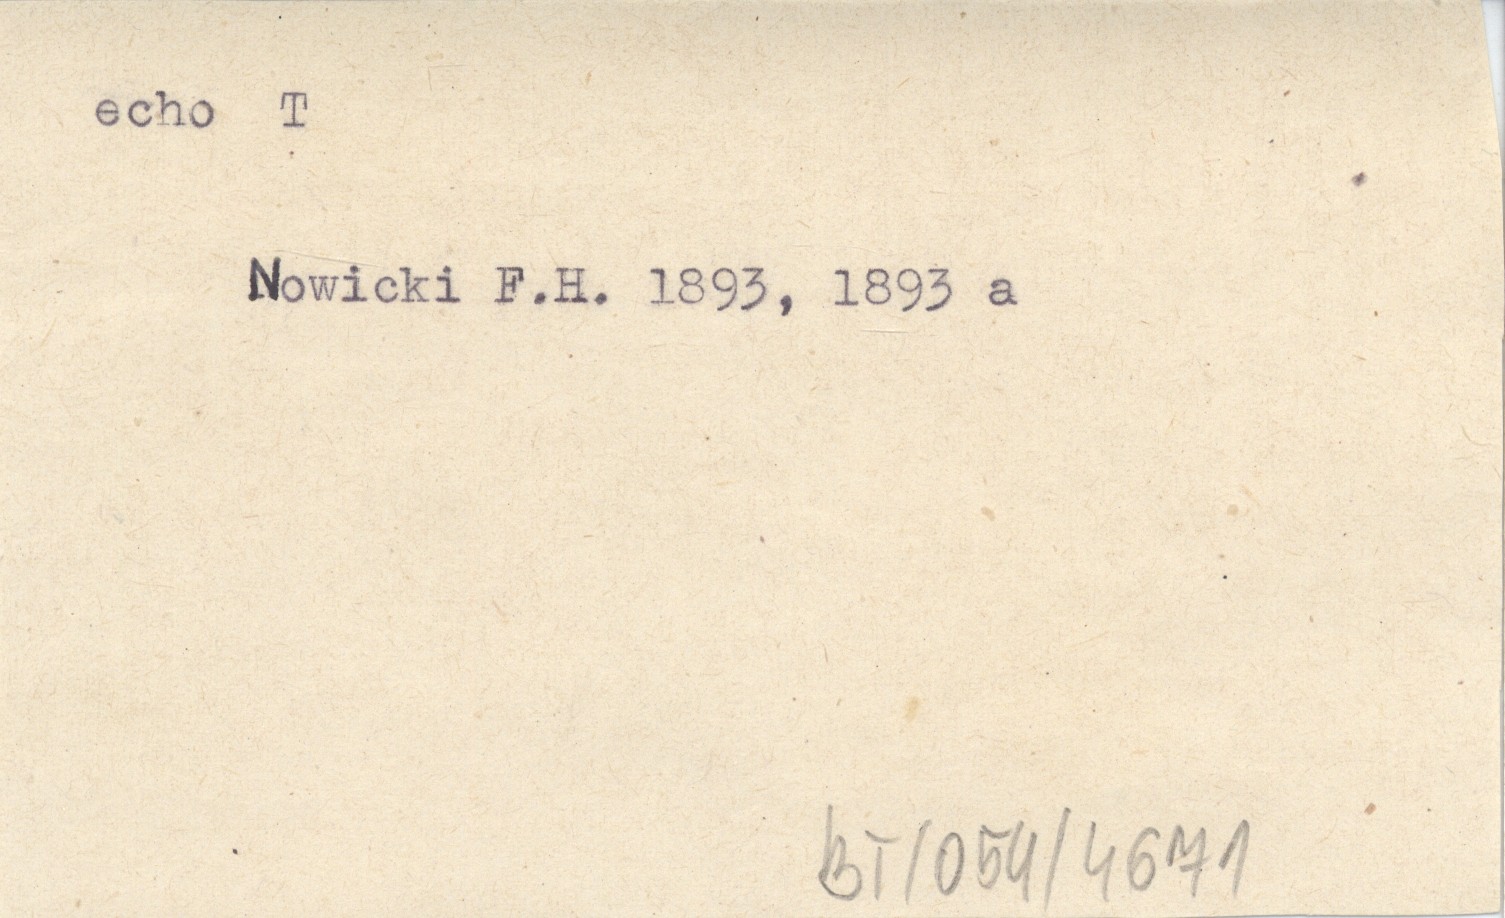 echo T
Nowicki F.H. 1893, 1893 a
BT/054/4671